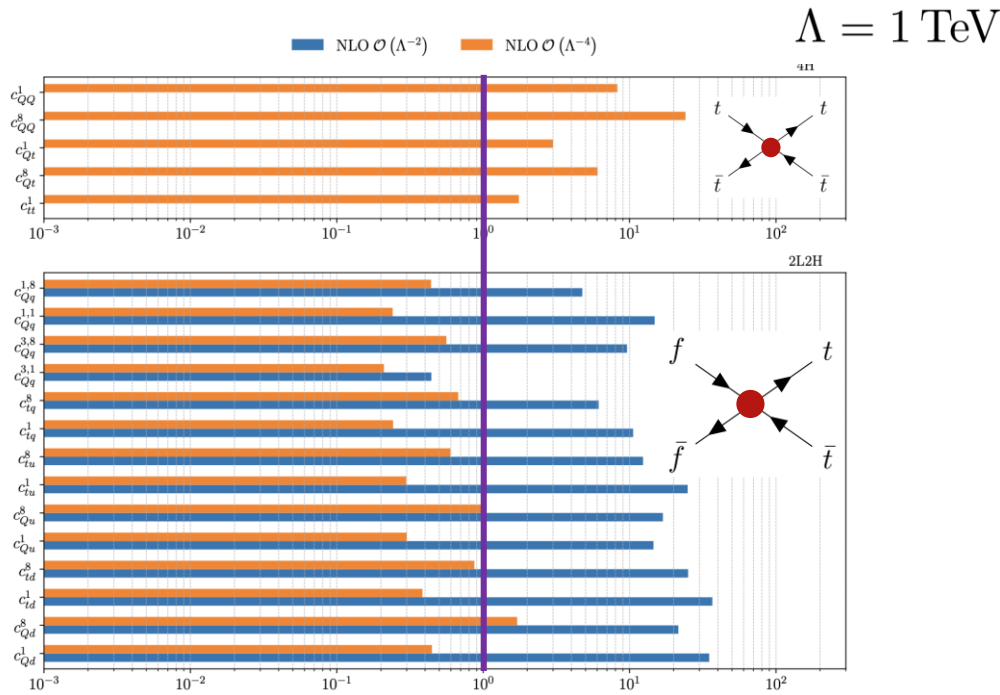 Λ = 1 TeV
NLO 𝒪(Λ⁻²) NLO 𝒪(Λ⁻⁴)
4H
c¹_QQ
c⁸_QQ
c¹_Qt
c⁸_Qt
c¹_tt
t t
t̄ t̄
10⁻³ 10⁻² 10⁻¹ 10⁰ 10¹ 10²
2L2H
c^{1,8}_Qq
c^{1,1}_Qq
c^{3,8}_Qq
c^{3,1}_Qq
c⁸_tq
c¹_tq
c⁸_tu
c¹_tu
c⁸_Qu
c¹_Qu
c⁸_td
c¹_td
c⁸_Qd
c¹_Qd
f t
f̄ t̄
10⁻³ 10⁻² 10⁻¹ 10⁰ 10¹ 10²